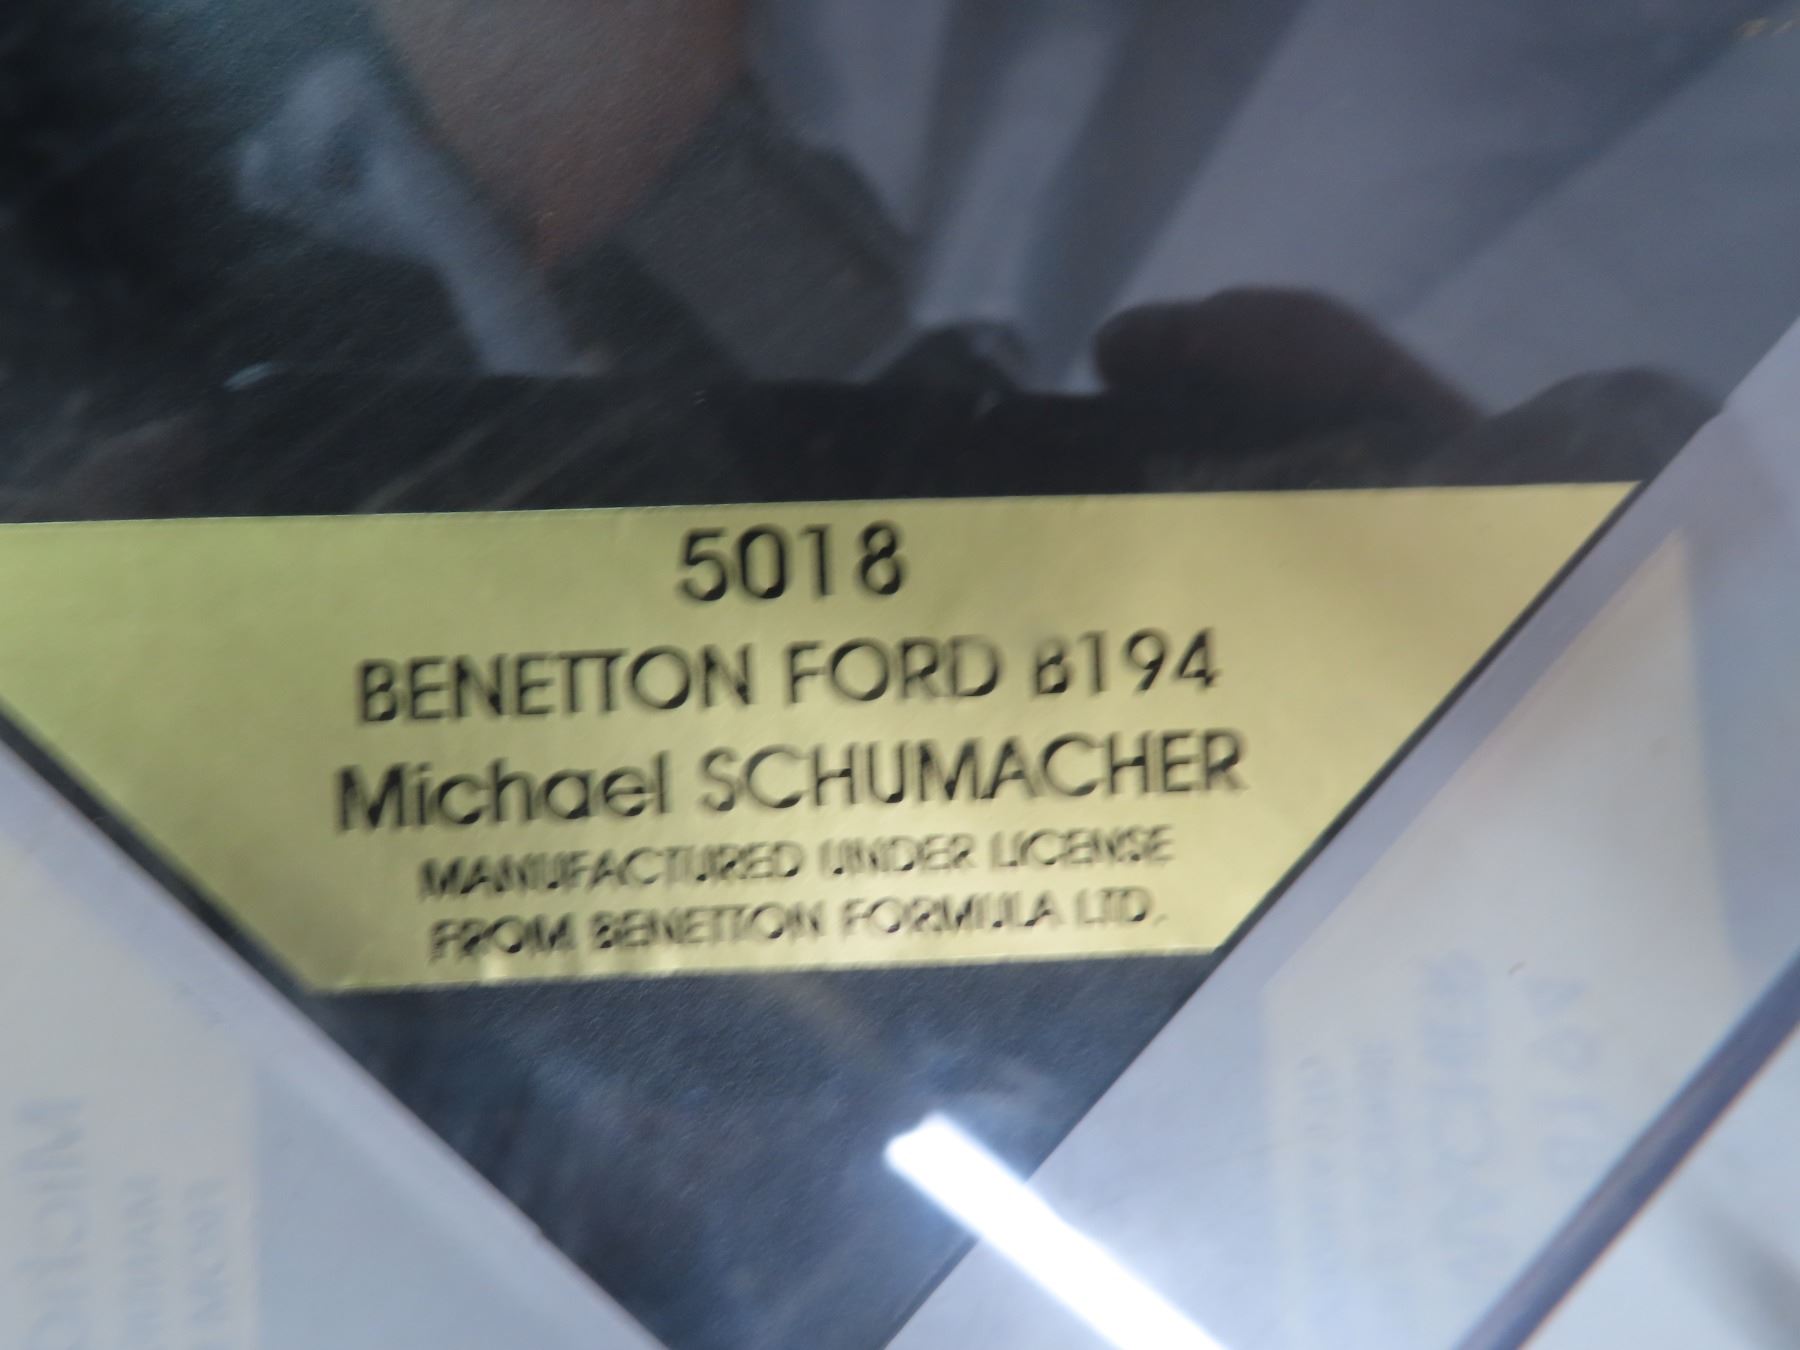 5018
BENETTON FORD B194
Michael SCHUMACHER
MANUFACTURED UNDER LICENSE
FROM BENETTON FORMULA LTD.